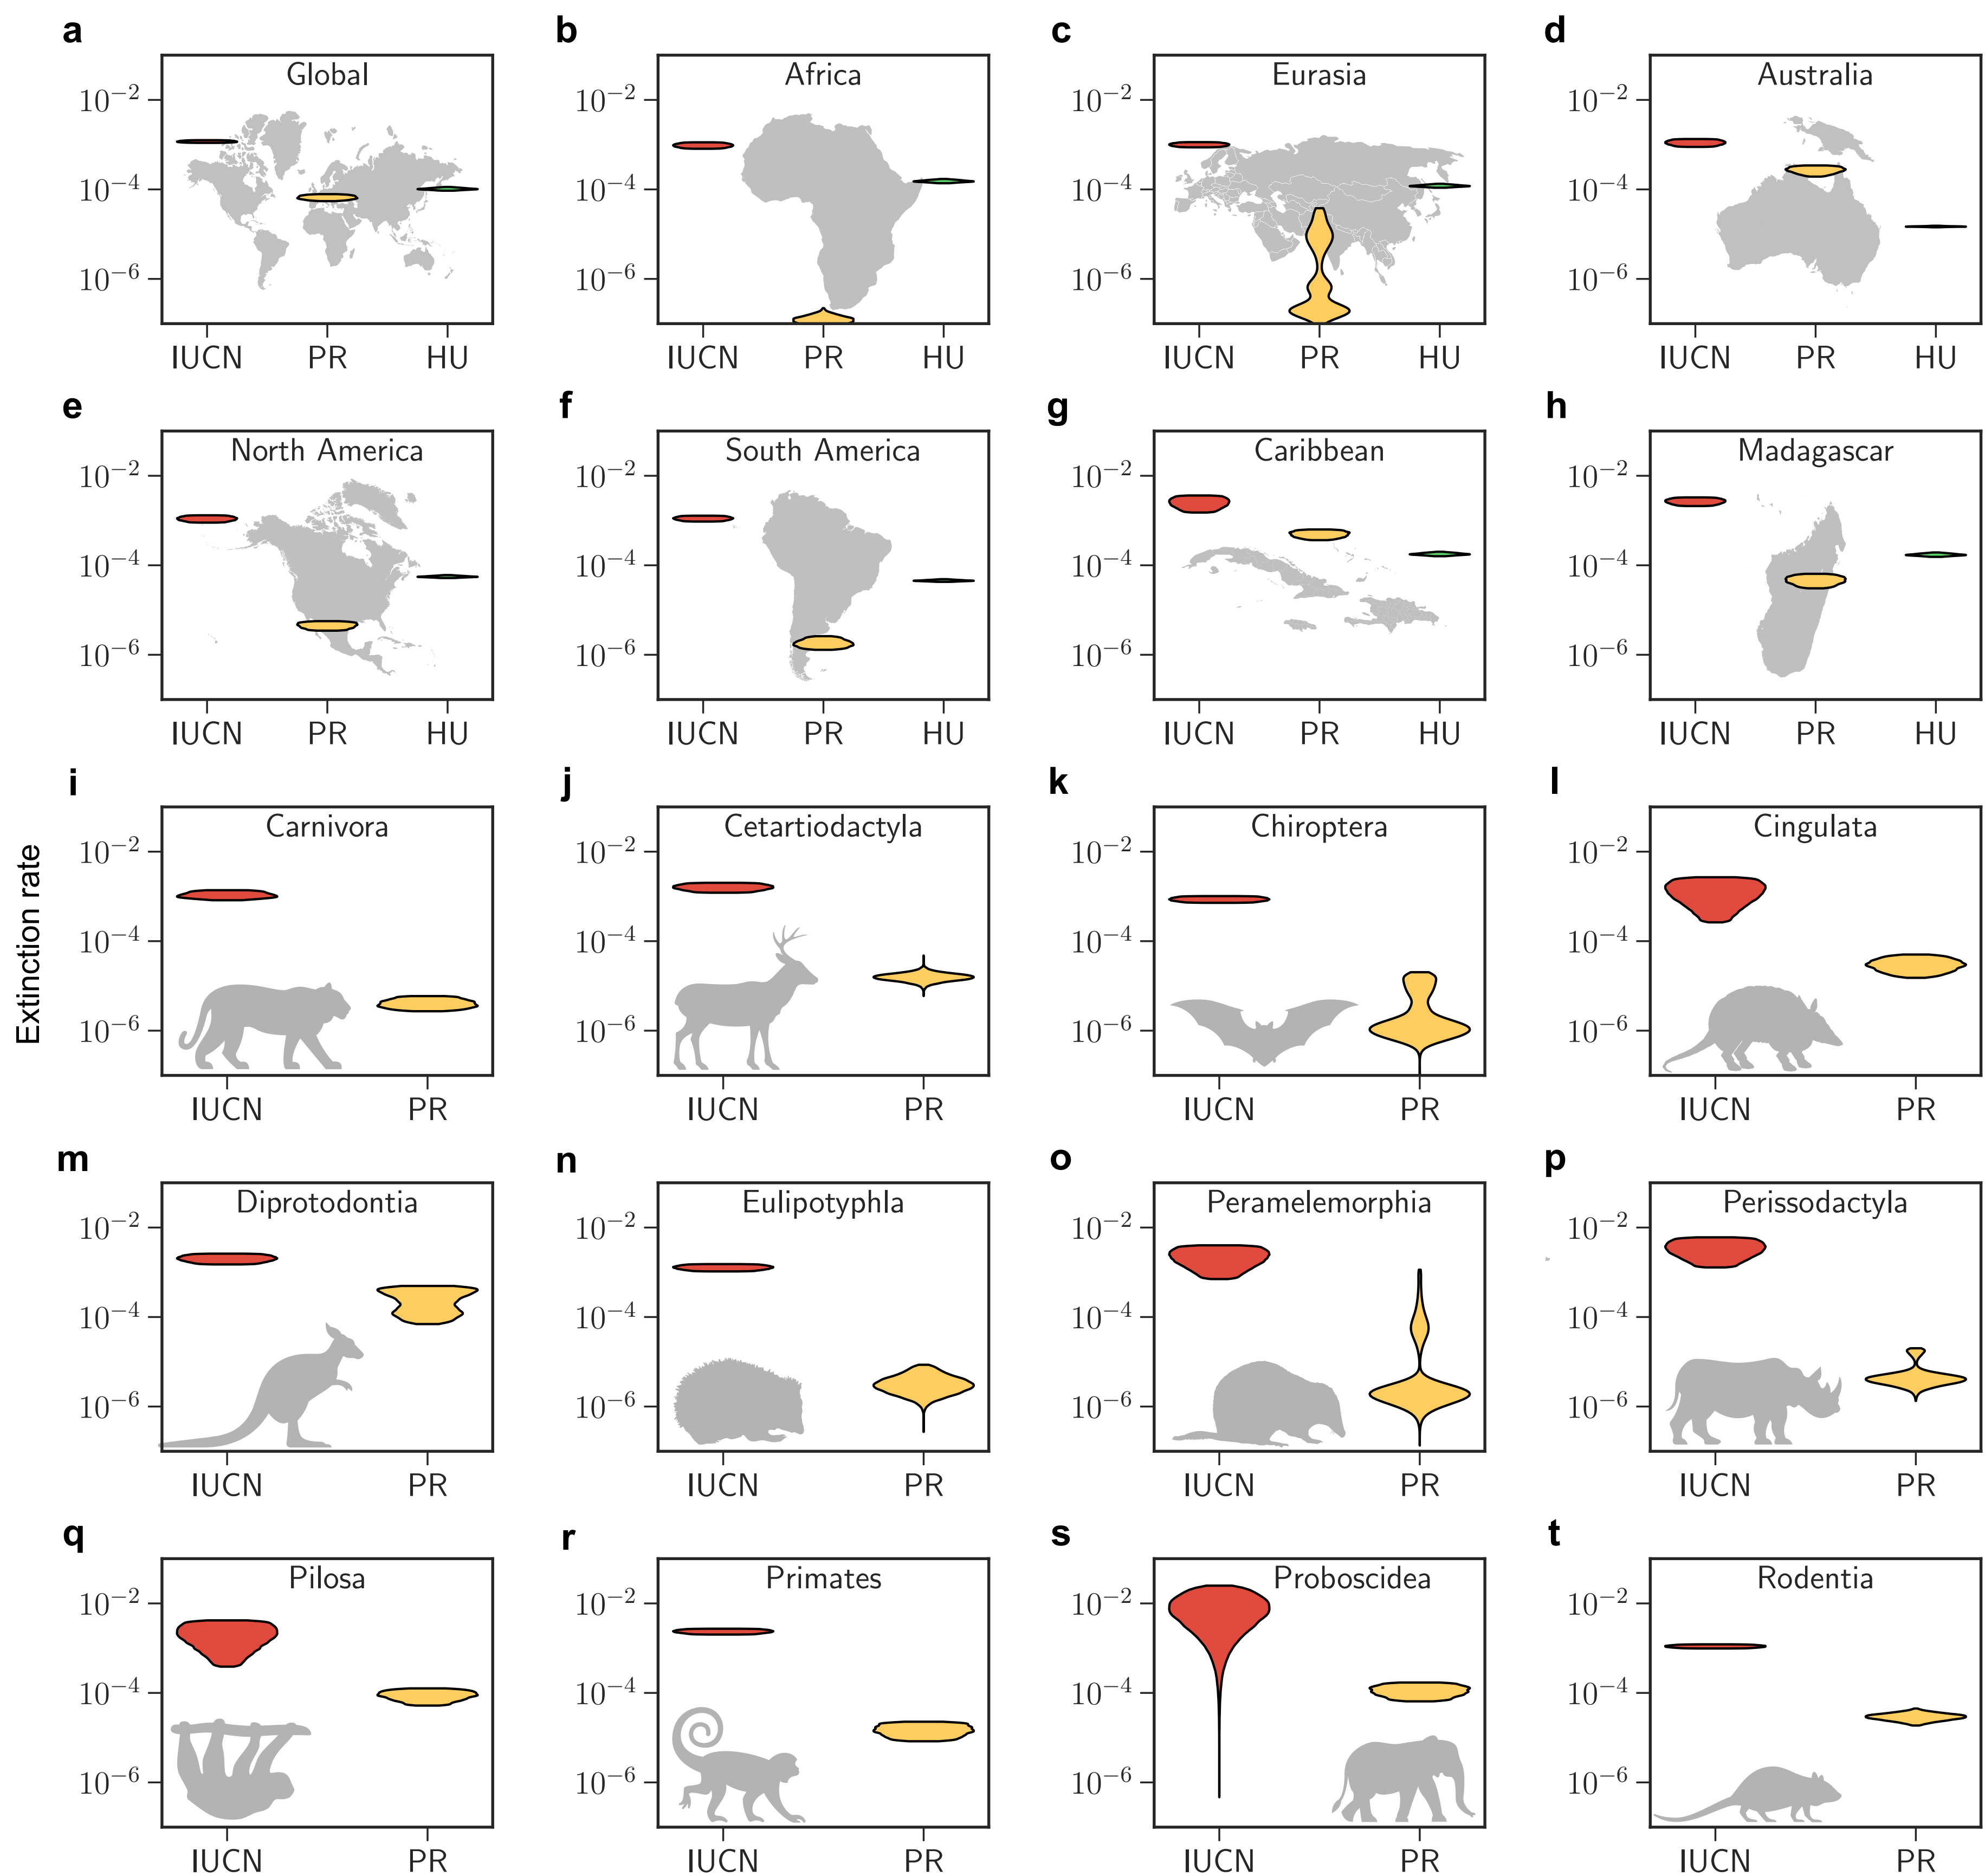 a b c d
Global Africa Eurasia Australia
10⁻² 10⁻² 10⁻² 10⁻²
10⁻⁴ 10⁻⁴ 10⁻⁴ 10⁻⁴
10⁻⁶ 10⁻⁶ 10⁻⁶ 10⁻⁶
IUCN PR HU IUCN PR HU IUCN PR HU IUCN PR HU
e f g h
North America South America Caribbean Madagascar
10⁻² 10⁻² 10⁻² 10⁻²
10⁻⁴ 10⁻⁴ 10⁻⁴ 10⁻⁴
10⁻⁶ 10⁻⁶ 10⁻⁶ 10⁻⁶
IUCN PR HU IUCN PR HU IUCN PR HU IUCN PR HU
i j k l
Carnivora Cetartiodactyla Chiroptera Cingulata
10⁻² 10⁻² 10⁻² 10⁻²
Extinction rate
10⁻⁴ 10⁻⁴ 10⁻⁴ 10⁻⁴
10⁻⁶ 10⁻⁶ 10⁻⁶ 10⁻⁶
IUCN PR IUCN PR IUCN PR IUCN PR
m n o p
Diprotodontia Eulipotyphla Peramelemorphia Perissodactyla
10⁻² 10⁻² 10⁻² 10⁻²
10⁻⁴ 10⁻⁴ 10⁻⁴ 10⁻⁴
10⁻⁶ 10⁻⁶ 10⁻⁶ 10⁻⁶
IUCN PR IUCN PR IUCN PR IUCN PR
q r s t
Pilosa Primates Proboscidea Rodentia
10⁻² 10⁻² 10⁻² 10⁻²
10⁻⁴ 10⁻⁴ 10⁻⁴ 10⁻⁴
10⁻⁶ 10⁻⁶ 10⁻⁶ 10⁻⁶
IUCN PR IUCN PR IUCN PR IUCN PR